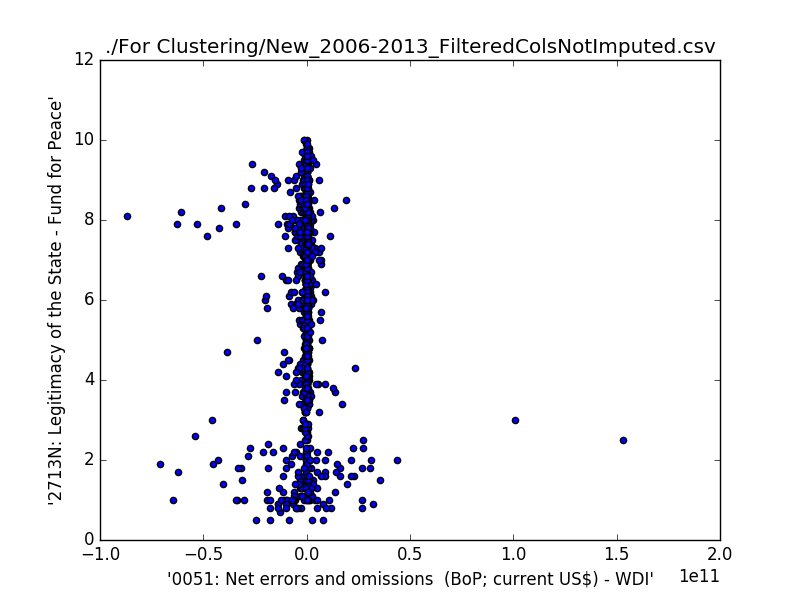 ./For Clustering/New_2006-2013_FilteredColsNotImputed.csv
12
10
8
6
4
2
0
'2713N: Legitimacy of the State - Fund for Peace'
−1.0 −0.5 0.0 0.5 1.0 1.5 2.0
1e11
'0051: Net errors and omissions  (BoP; current US$) - WDI'